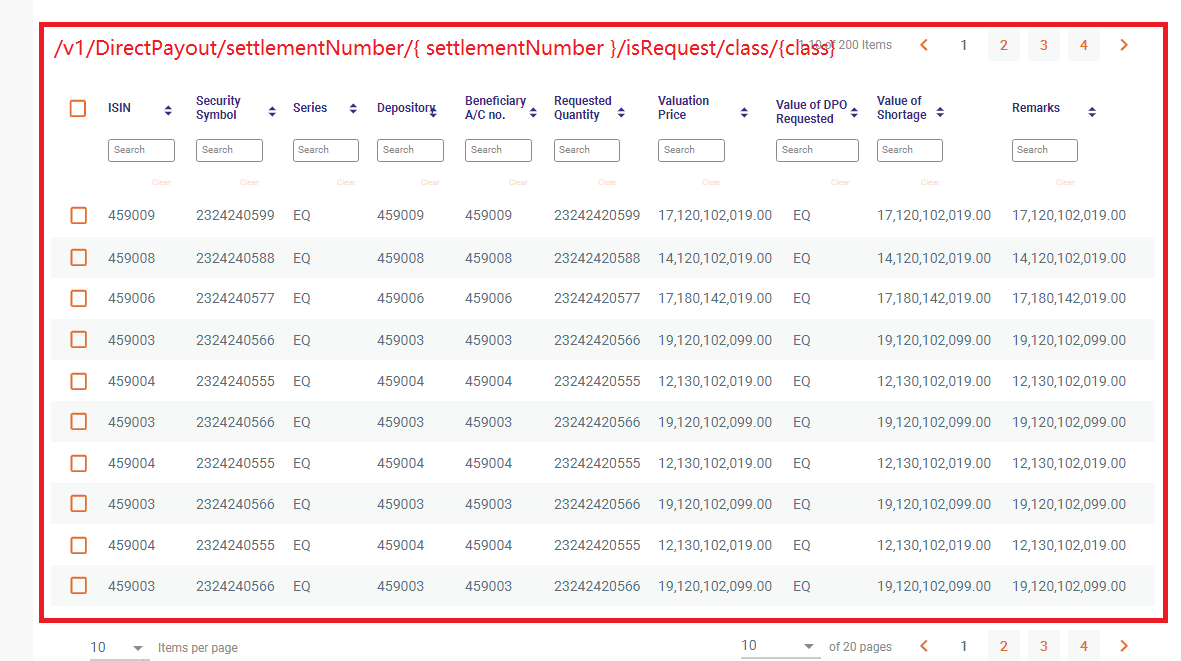 /v1/DirectPayout/settlementNumber/{ settlementNumber }/isRequest/class/{class}
1-10 of 200 Items 1 2 3 4
ISIN Security Symbol Series Depository Beneficiary A/C no. Requested Quantity Valuation Price Value of DPO Requested Value of Shortage Remarks
Search Search Search Search Search Search Search Search Search Search
Clear Clear Clear Clear Clear Clear Clear Clear Clear Clear
459009 2324240599 EQ 459009 459009 23242420599 17,120,102,019.00 EQ 17,120,102,019.00 17,120,102,019.00
459008 2324240588 EQ 459008 459008 23242420588 14,120,102,019.00 EQ 14,120,102,019.00 14,120,102,019.00
459006 2324240577 EQ 459006 459006 23242420577 17,180,142,019.00 EQ 17,180,142,019.00 17,180,142,019.00
459003 2324240566 EQ 459003 459003 23242420566 19,120,102,099.00 EQ 19,120,102,099.00 19,120,102,099.00
459004 2324240555 EQ 459004 459004 23242420555 12,130,102,019.00 EQ 12,130,102,019.00 12,130,102,019.00
459003 2324240566 EQ 459003 459003 23242420566 19,120,102,099.00 EQ 19,120,102,099.00 19,120,102,099.00
459004 2324240555 EQ 459004 459004 23242420555 12,130,102,019.00 EQ 12,130,102,019.00 12,130,102,019.00
459003 2324240566 EQ 459003 459003 23242420566 19,120,102,099.00 EQ 19,120,102,099.00 19,120,102,099.00
459004 2324240555 EQ 459004 459004 23242420555 12,130,102,019.00 EQ 12,130,102,019.00 12,130,102,019.00
459003 2324240566 EQ 459003 459003 23242420566 19,120,102,099.00 EQ 19,120,102,099.00 19,120,102,099.00
10 Items per page 10 of 20 pages 1 2 3 4